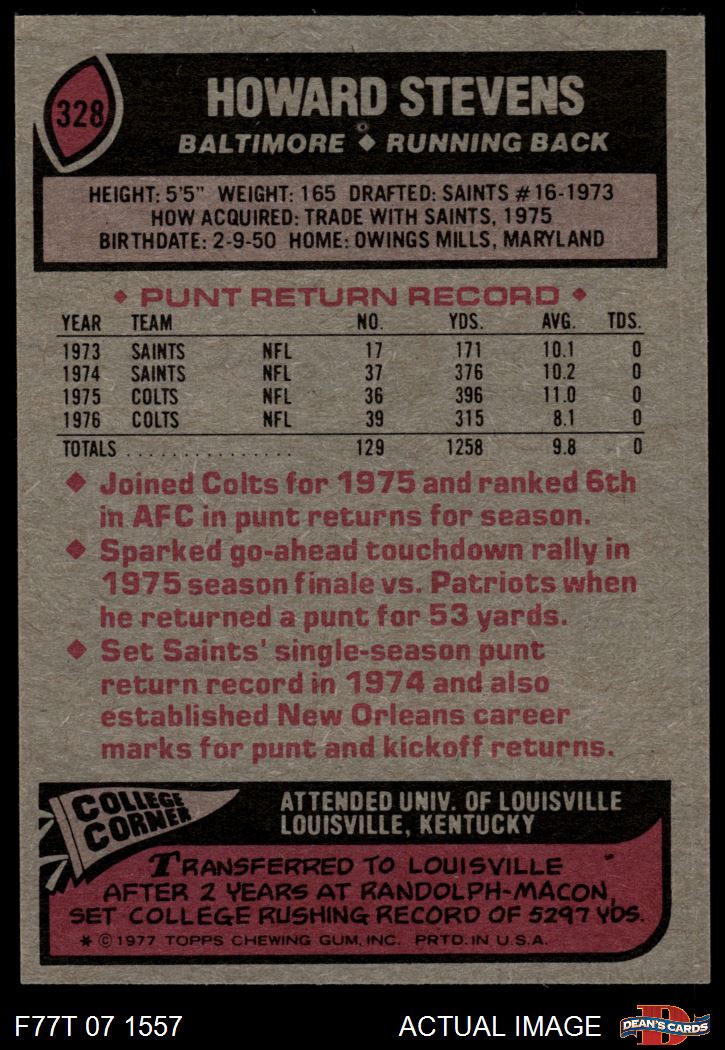 328
HOWARD STEVENS
BALTIMORE ◆ RUNNING BACK
HEIGHT: 5'5" WEIGHT: 165 DRAFTED: SAINTS #16-1973
HOW ACQUIRED: TRADE WITH SAINTS, 1975
BIRTHDATE: 2-9-50 HOME: OWINGS MILLS, MARYLAND
◆ PUNT RETURN RECORD ◆
YEAR TEAM NO. YDS. AVG. TDS.
1973 SAINTS NFL 17 171 10.1 0
1974 SAINTS NFL 37 376 10.2 0
1975 COLTS NFL 36 396 11.0 0
1976 COLTS NFL 39 315 8.1 0
TOTALS . . . . . . . . . . . . . . . 129 1258 9.8 0
◆ Joined Colts for 1975 and ranked 6th
in AFC in punt returns for season.
◆ Sparked go-ahead touchdown rally in
1975 season finale vs. Patriots when
he returned a punt for 53 yards.
◆ Set Saints' single-season punt
return record in 1974 and also
established New Orleans career
marks for punt and kickoff returns.
COLLEGE
CORNER
ATTENDED UNIV. OF LOUISVILLE
LOUISVILLE, KENTUCKY
TRANSFERRED TO LOUISVILLE
AFTER 2 YEARS AT RANDOLPH-MACON,
SET COLLEGE RUSHING RECORD OF 5297 YDS.
* © 1977 TOPPS CHEWING GUM, INC. PRTD. IN U.S.A.
F77T 07 1557
ACTUAL IMAGE
D
DEAN'S CARDS